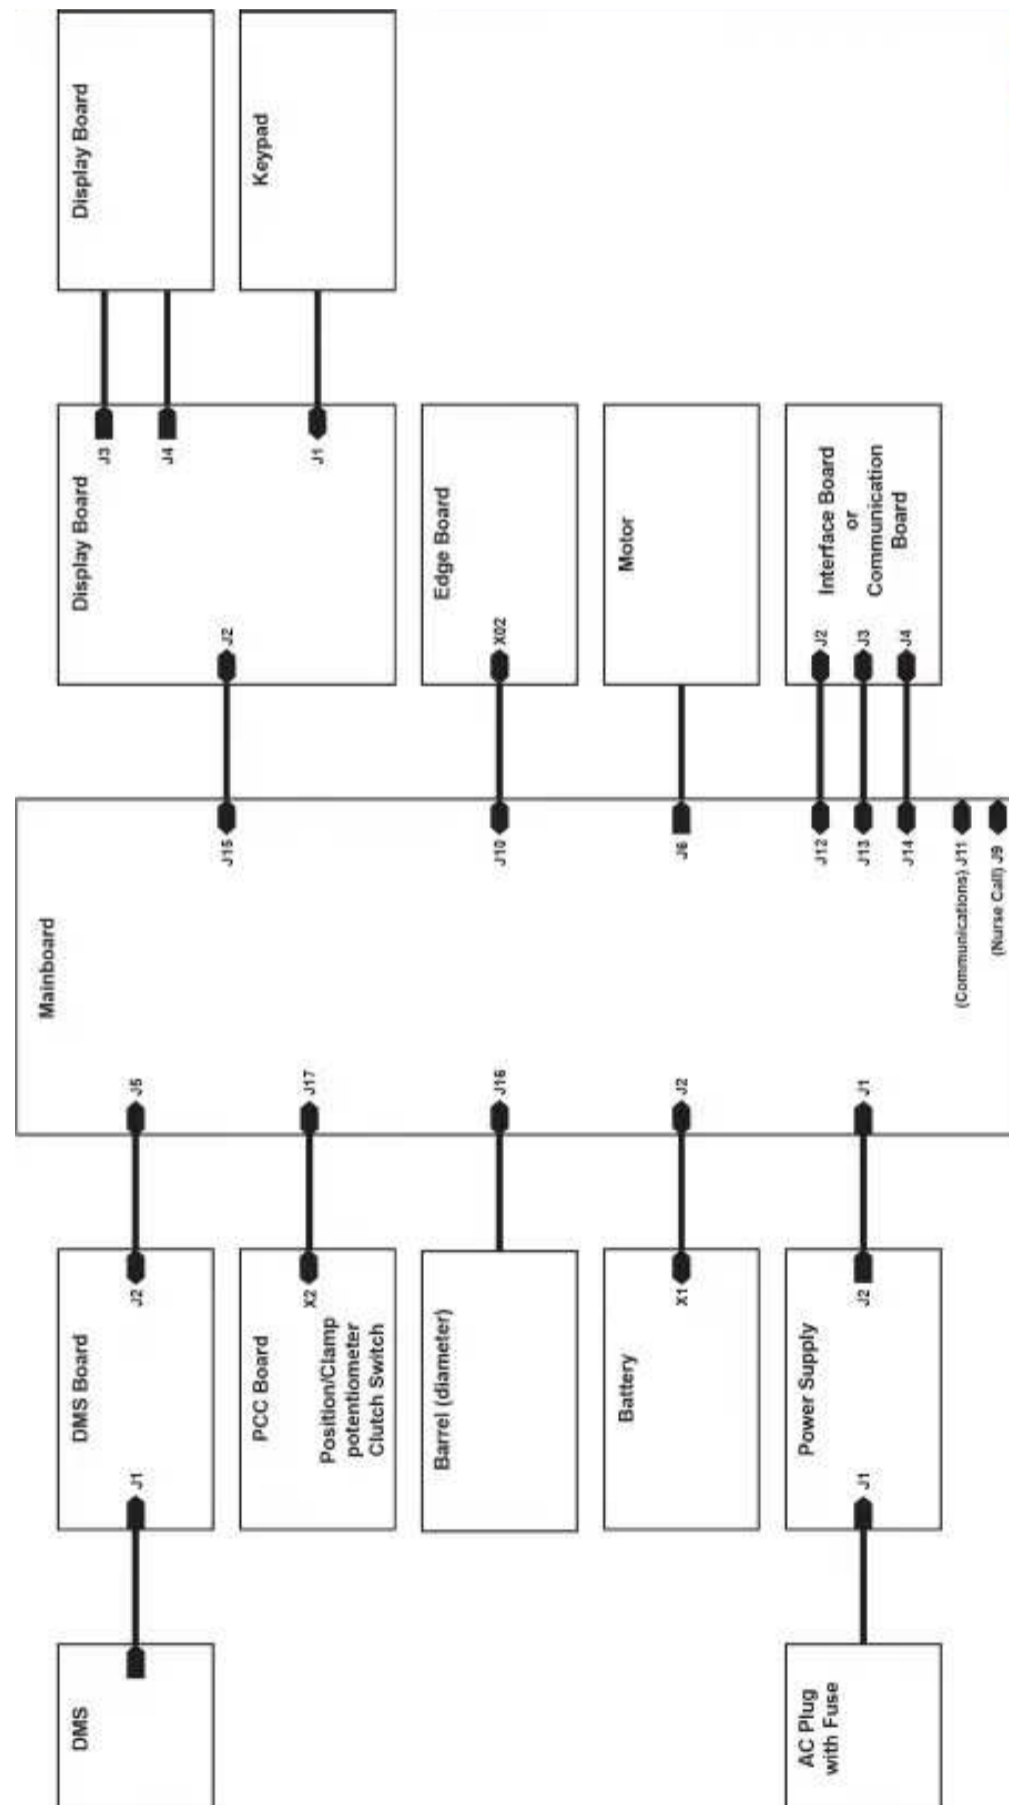 DMS
DMS Board
J1
J2
Mainboard
J5
Display Board
J2
J3
J4
J1
Display Board
Keypad
PCC Board
Position/Clamp
potentiometer
Clutch Switch
X2
J17
J15
Barrel (diameter)
J16
Edge Board
X02
J10
Battery
X1
J2
Motor
J6
AC Plug
with Fuse
Power Supply
J1
J2
J1
Interface Board
or
Communication
Board
J2
J3
J4
J12
J13
J14
(Communications) J11
(Nurse Call) J9